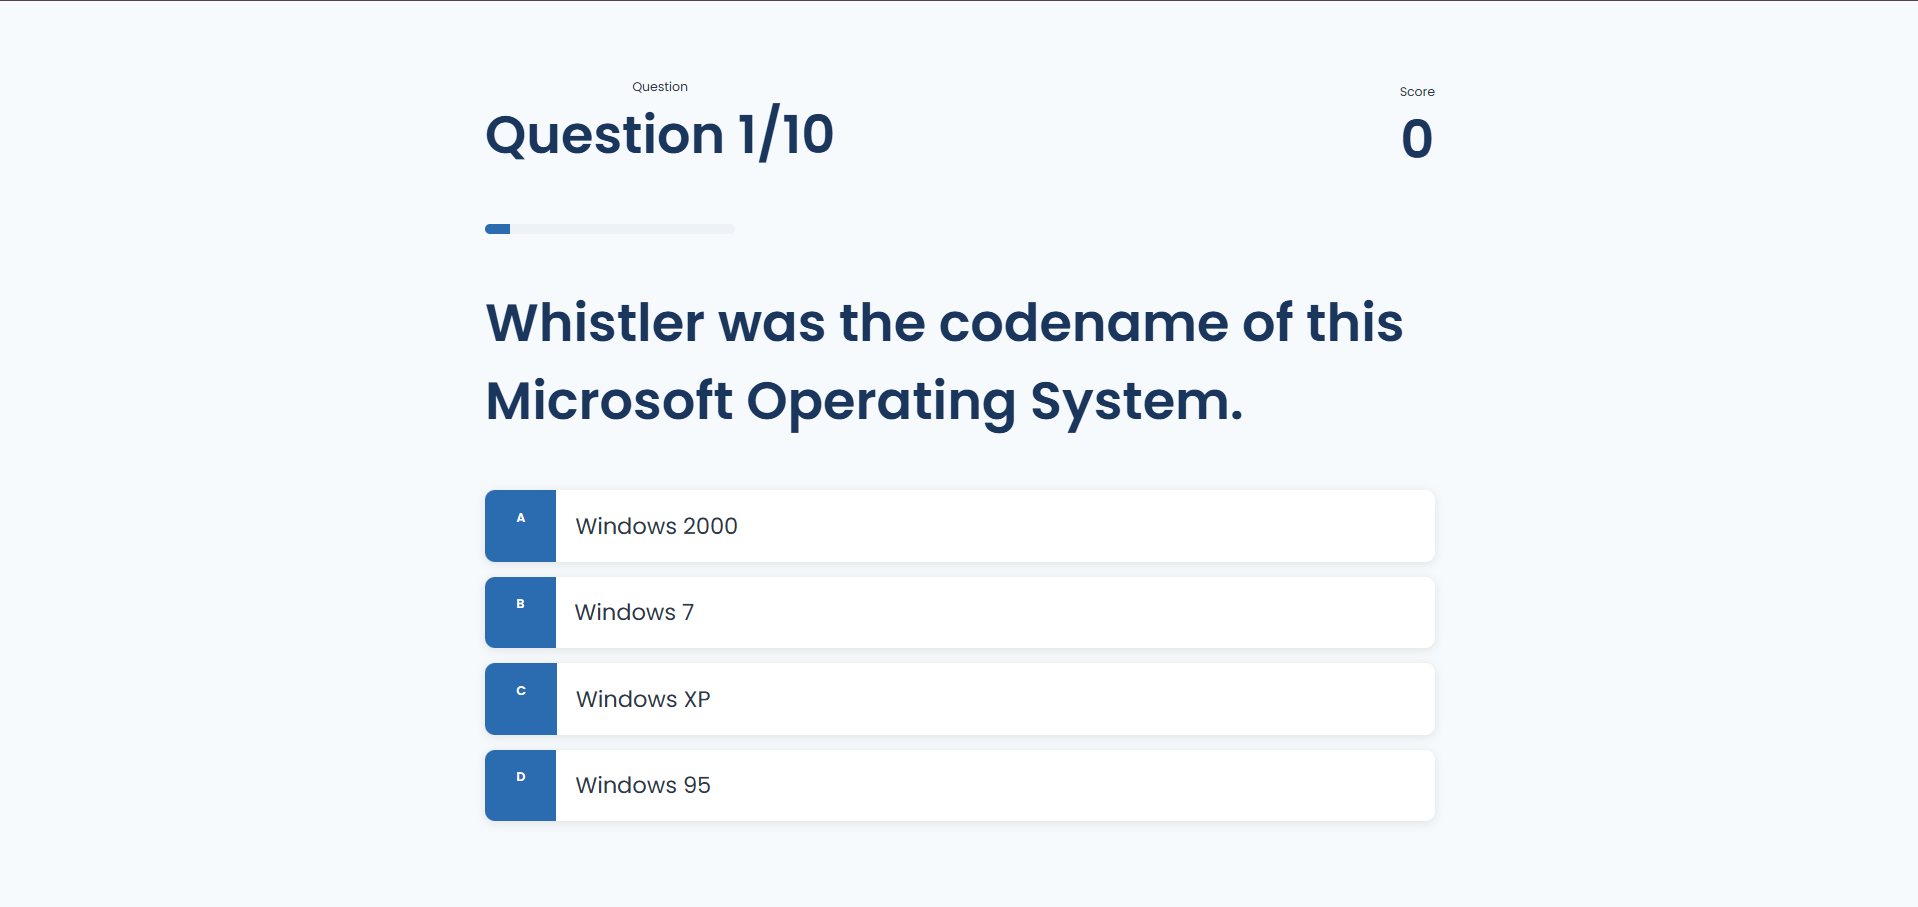 Question
Question 1/10
Score
0
Whistler was the codename of this
Microsoft Operating System.
A
Windows 2000
B
Windows 7
C
Windows XP
D
Windows 95